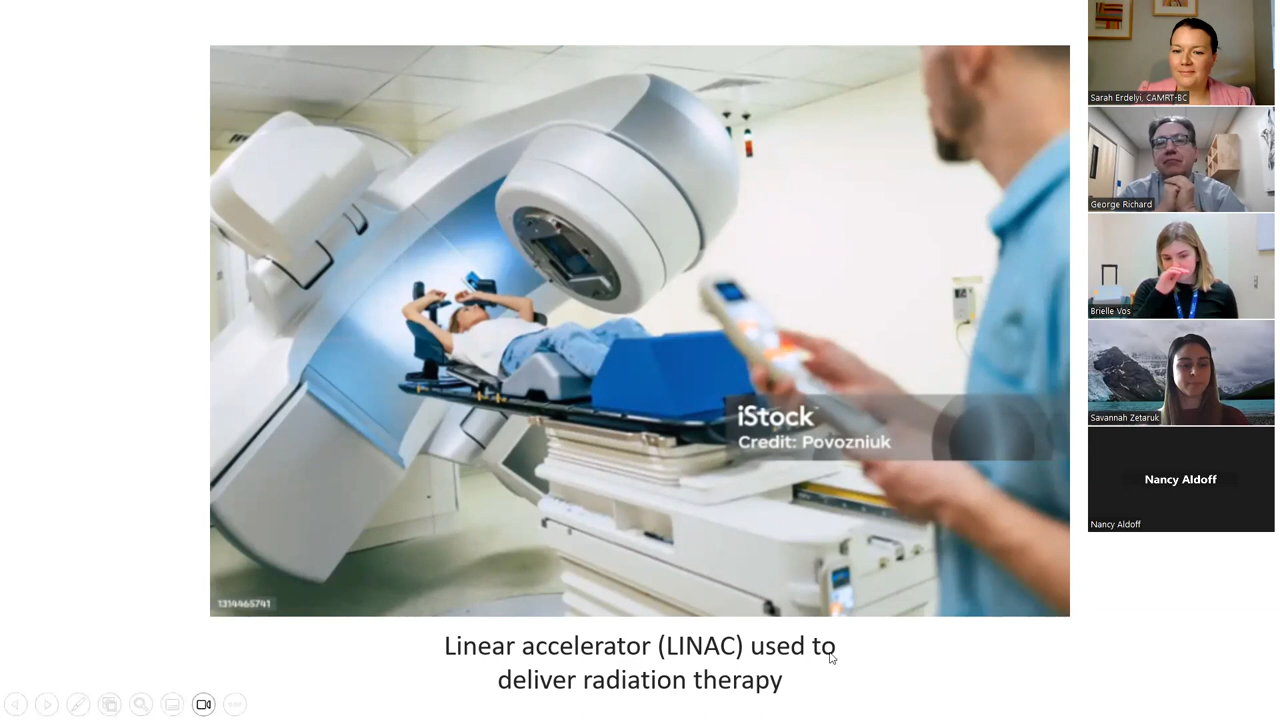 iStock
Credit: Povozniuk
1314465741
Linear accelerator (LINAC) used to
deliver radiation therapy
Sarah Erdelyi, CAMRT-BC
George Richard
Brielle Vos
Savannah Zetaruk
Nancy Aldoff
Nancy Aldoff